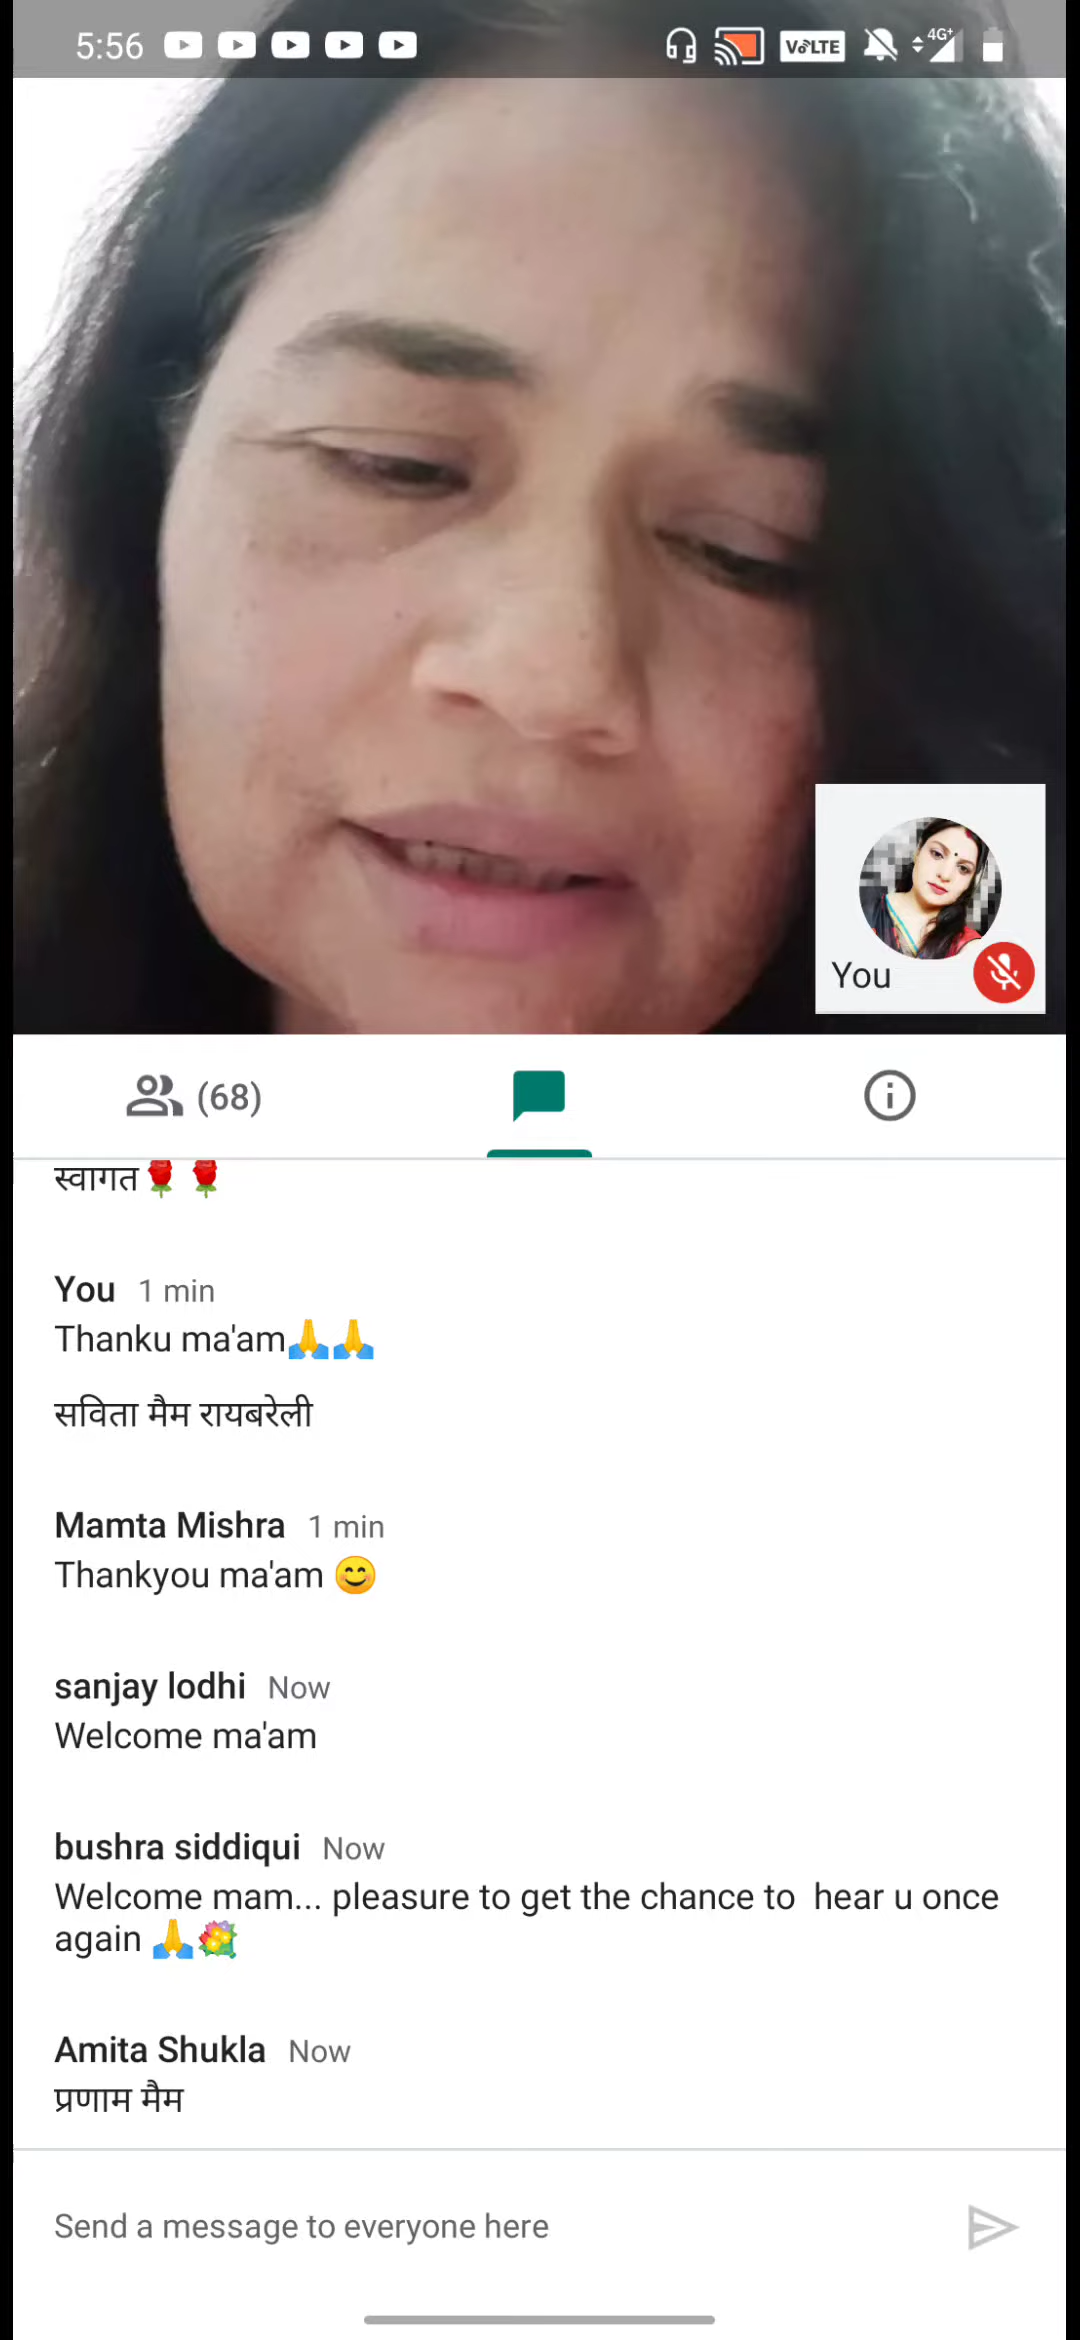 5:56 VoLTE 4G+
You
(68)
स्वागत🌹🌹
You 1 min
Thanku ma'am🙏🙏
सविता मैम रायबरेली
Mamta Mishra 1 min
Thankyou ma'am 😊
sanjay lodhi Now
Welcome ma'am
bushra siddiqui Now
Welcome mam... pleasure to get the chance to hear u once
again 🙏💐
Amita Shukla Now
प्रणाम मैम
Send a message to everyone here